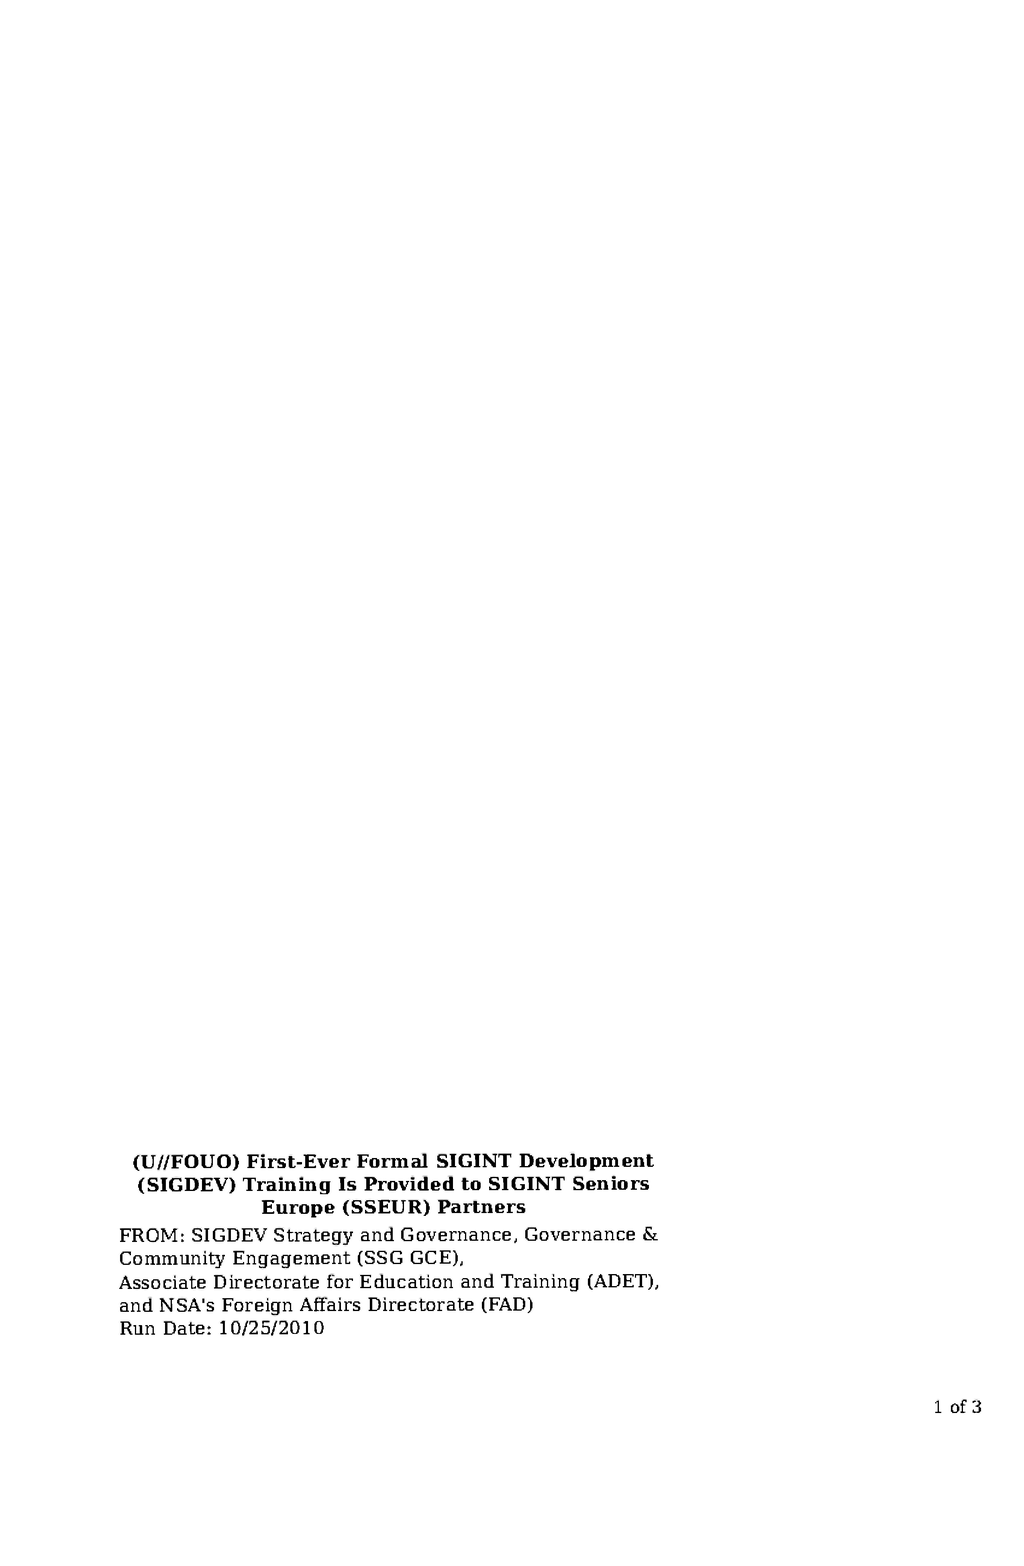 (U//FOUO) First-Ever Formal SIGINT Development
(SIGDEV) Training Is Provided to SIGINT Seniors
Europe (SSEUR) Partners
FROM: SIGDEV Strategy and Governance, Governance &
Community Engagement (SSG GCE),
Associate Directorate for Education and Training (ADET),
and NSA's Foreign Affairs Directorate (FAD)
Run Date: 10/25/2010
1 of 3